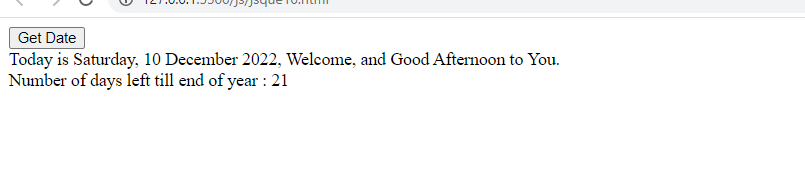 Get Date
Today is Saturday, 10 December 2022, Welcome, and Good Afternoon to You.
Number of days left till end of year : 21